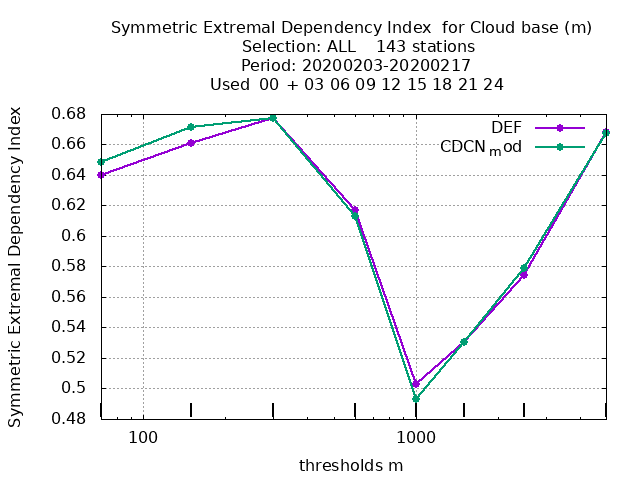 Symmetric Extremal Dependency Index  for Cloud base (m)
Selection: ALL    143 stations
Period: 20200203-20200217
Used  00 + 03 06 09 12 15 18 21 24
DEF
CDCN_mod
Symmetric Extremal Dependency Index
0.68
0.66
0.64
0.62
0.6
0.58
0.56
0.54
0.52
0.5
0.48
100
1000
thresholds m